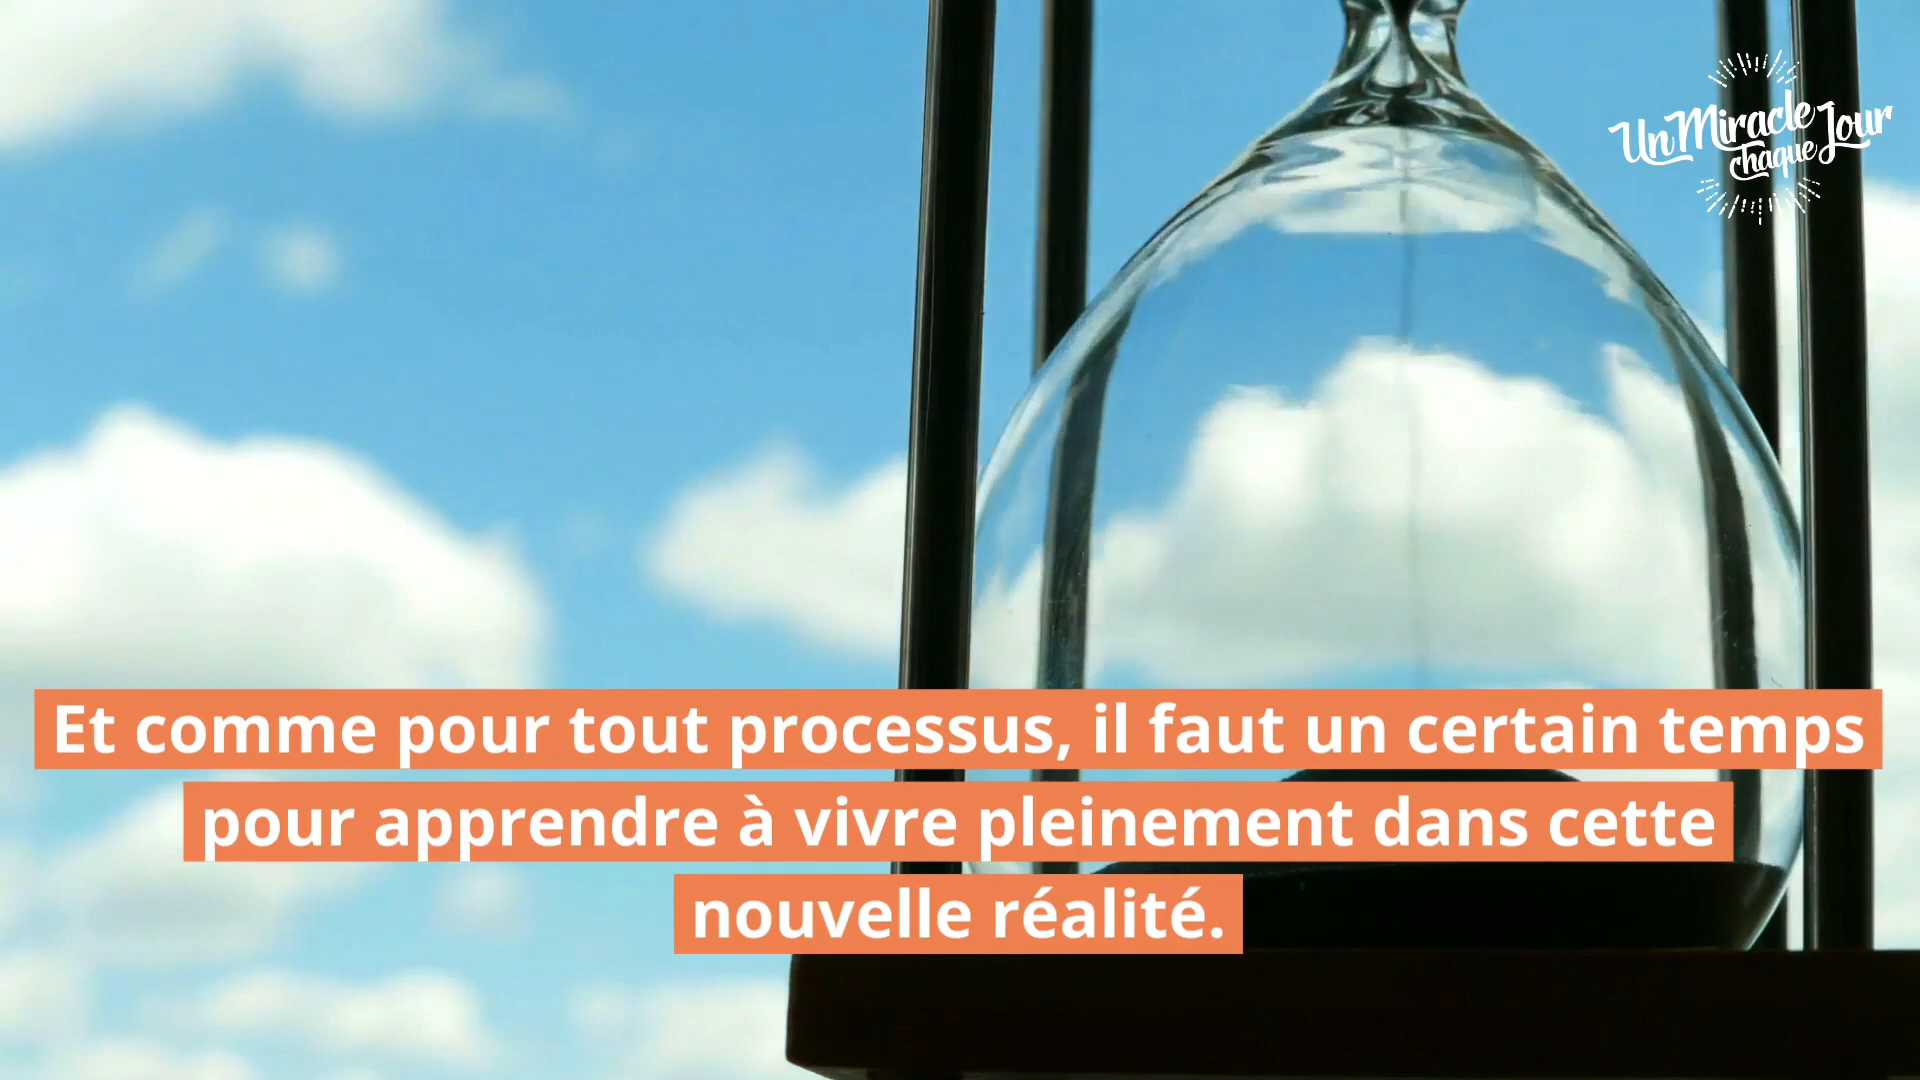 Un Miracle
chaque Jour
Et comme pour tout processus, il faut un certain temps
pour apprendre à vivre pleinement dans cette
nouvelle réalité.